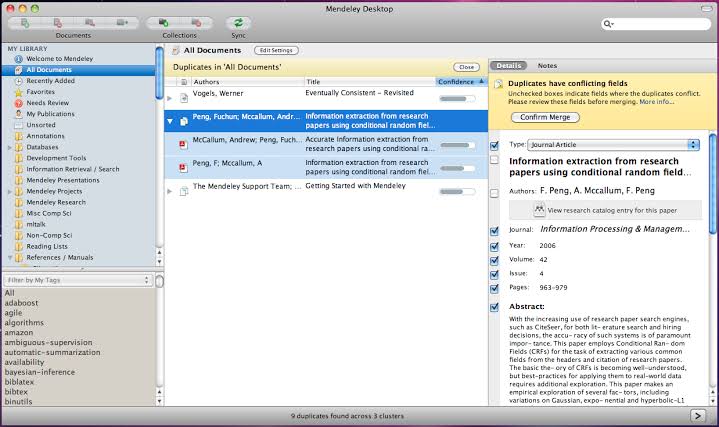 Mendeley Desktop
Documents
Collections
Sync
MY LIBRARY
Welcome to Mendeley
All Documents
Recently Added
Favorites
Needs Review
My Publications
Unsorted
Annotations
Databases
Development Tools
Information Retrieval / Search
Mendeley Presentations
Mendeley Projects
Mendeley Research
Misc Comp Sci
mltalk
Non-Comp Sci
Reading Lists
References / Manuals
Filter by My Tags
All
adaboost
agile
algorithms
amazon
ambiguous-supervision
automatic-summarization
availability
bayesian-inference
biblatex
bibtex
binutils
All Documents
Edit Settings
Duplicates in 'All Documents'
Close
Authors Title Confidence
Vogels, Werner Eventually Consistent - Revisited
Peng, Fuchun; Mccallum, Andr... Information extraction from research
papers using conditional random fiel...
McCallum, Andrew; Peng, Fuch... Accurate Information extraction from
research papers using conditional ra...
Peng, F; Mccallum, A Information extraction from research
papers using conditional random fiel...
The Mendeley Support Team; ... Getting Started with Mendeley
Details Notes
Duplicates have conflicting fields
Unchecked boxes indicate fields where the duplicates conflict.
Please review these fields before merging. More info...
Confirm Merge
Type: Journal Article
Information extraction from research
papers using conditional random field...
Authors: F. Peng, A. Mccallum, F. Peng
View research catalog entry for this paper
Journal: Information Processing & Managem...
Year: 2006
Volume: 42
Issue: 4
Pages: 963-979
Abstract:
With the increasing use of research paper search engines,
such as CiteSeer, for both lit- erature search and hiring
decisions, the accu- racy of such systems is of paramount
impor- tance. This paper employs Conditional Ran- dom
Fields (CRFs) for the task of extracting various common
fields from the headers and citation of research papers.
The basic the- ory of CRFs is becoming well-understood,
but best-practices for applying them to real-world data
requires additional exploration. This paper makes an
empirical exploration of several fac- tors, including
variations on Gaussian, expo- nential and hyperbolic-L1
9 duplicates found across 3 clusters